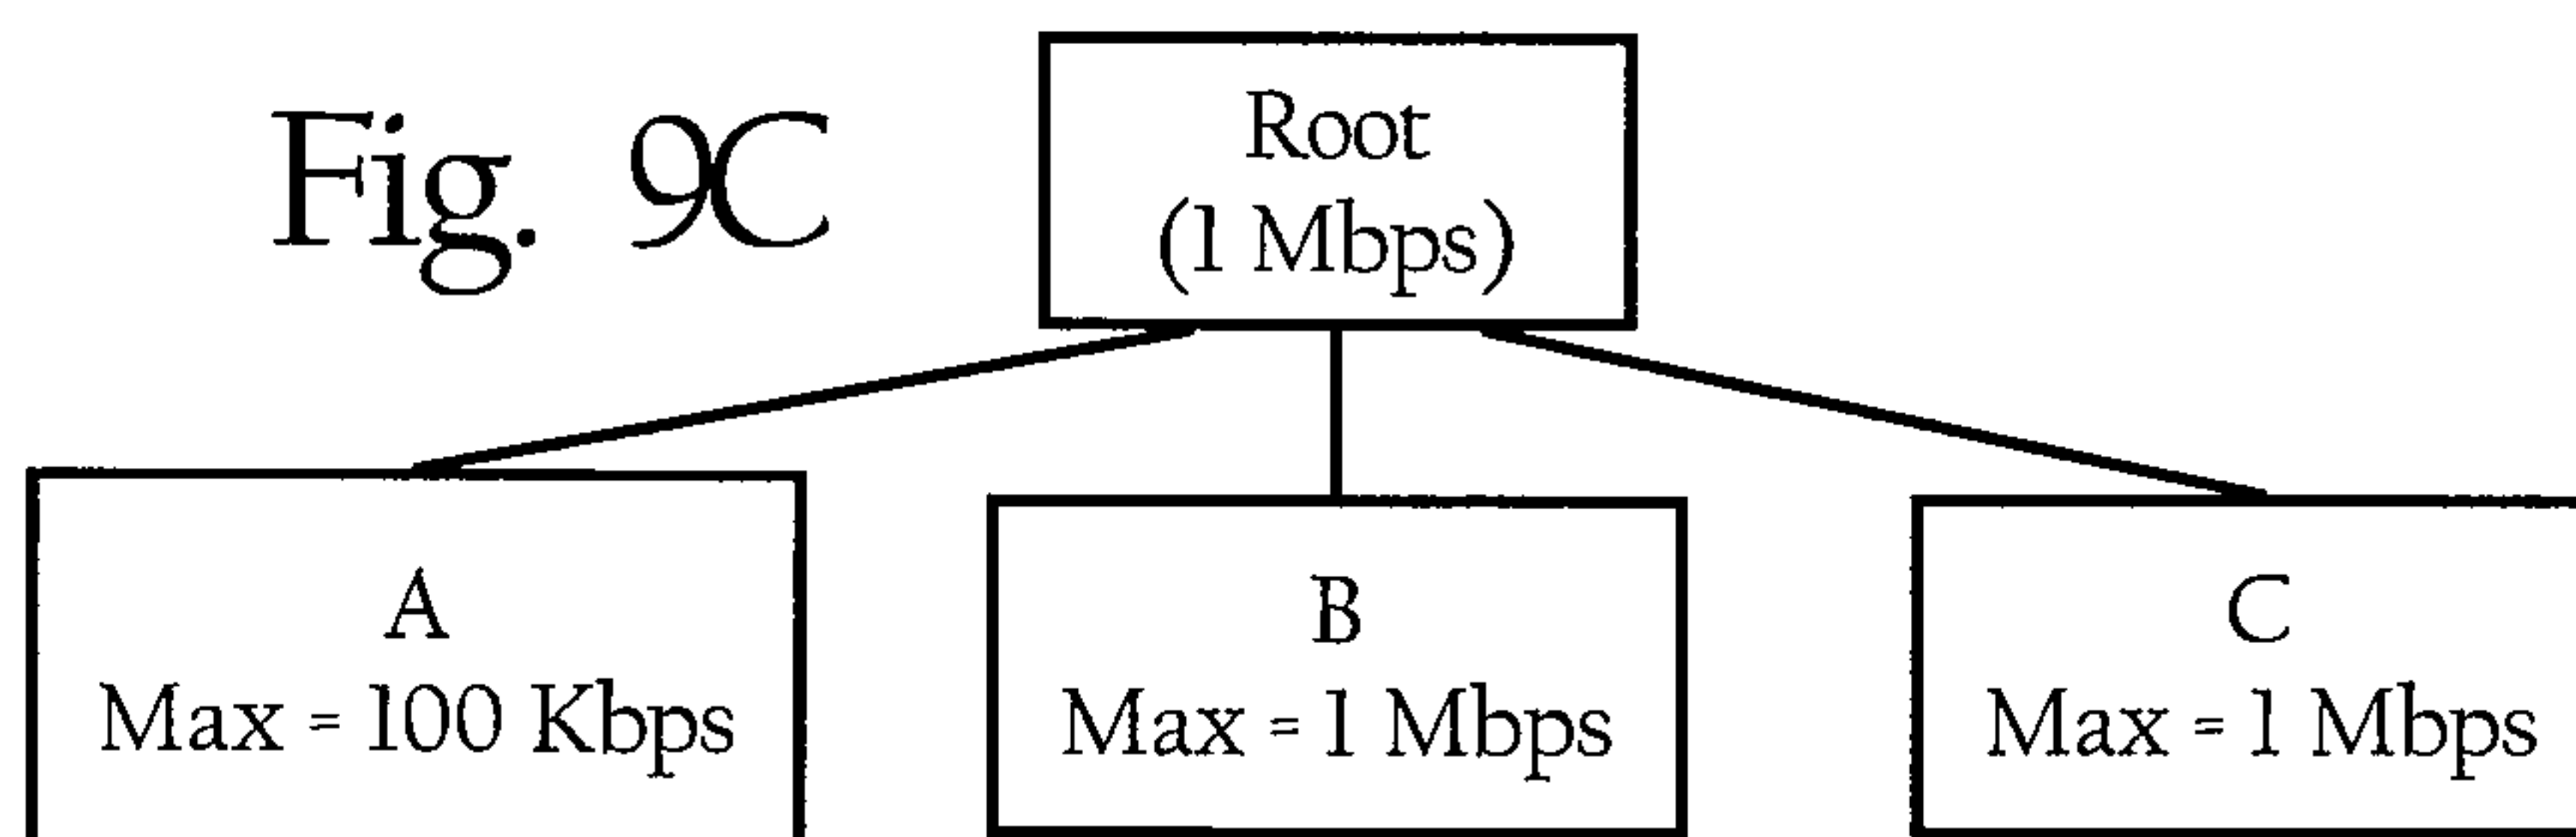 Fig. 9C
Root
(1 Mbps)
A
Max = 100 Kbps
B
Max = 1 Mbps
C
Max = 1 Mbps